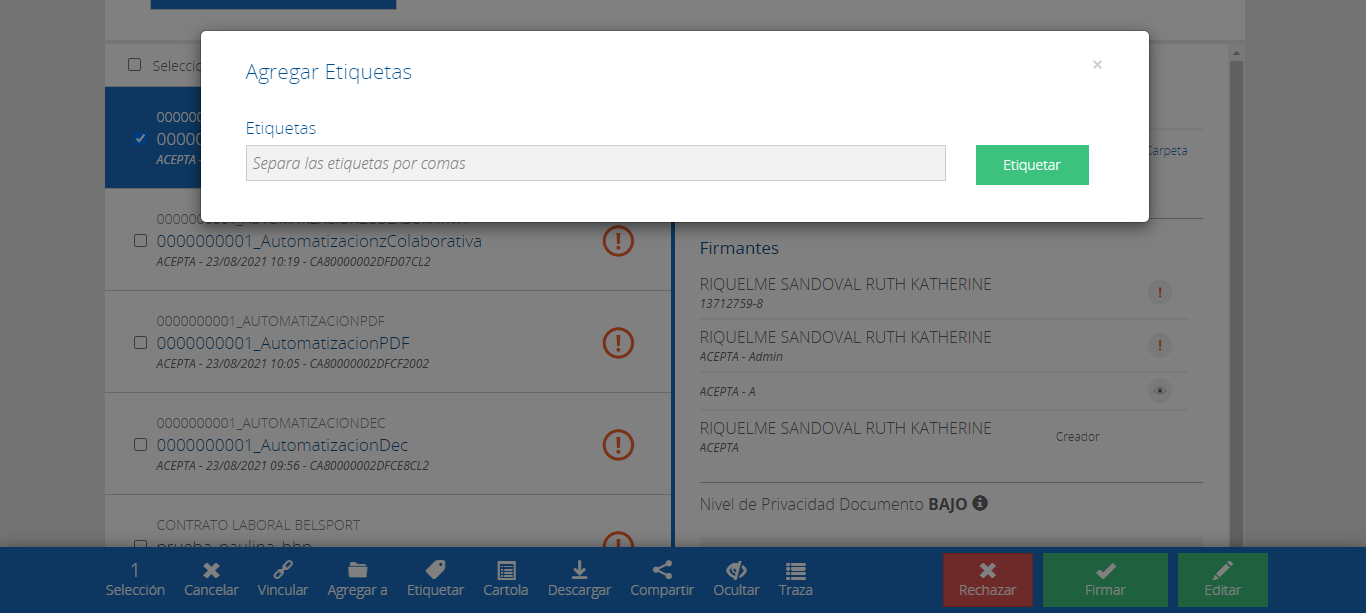 Agregar Etiquetas
×
Etiquetas
Separa las etiquetas por comas
Etiquetar
ACEPTA -
Carpeta
0000000001_AutomatizacionzColaborativa
ACEPTA - 23/08/2021 10:19 - CA80000002DFD07CL2
0000000001_AUTOMATIZACIONPDF
0000000001_AutomatizacionPDF
ACEPTA - 23/08/2021 10:05 - CA80000002DFCF2002
0000000001_AUTOMATIZACIONDEC
0000000001_AutomatizacionDec
ACEPTA - 23/08/2021 09:56 - CA80000002DFCE8CL2
CONTRATO LABORAL BELSPORT
Firmantes
RIQUELME SANDOVAL RUTH KATHERINE
13712759-8
RIQUELME SANDOVAL RUTH KATHERINE
ACEPTA - Admin
ACEPTA - A
RIQUELME SANDOVAL RUTH KATHERINE
ACEPTA
Creador
Nivel de Privacidad Documento BAJO
1
Selección
Cancelar
Vincular
Agregar a
Etiquetar
Cartola
Descargar
Compartir
Ocultar
Traza
Rechazar
Firmar
Editar